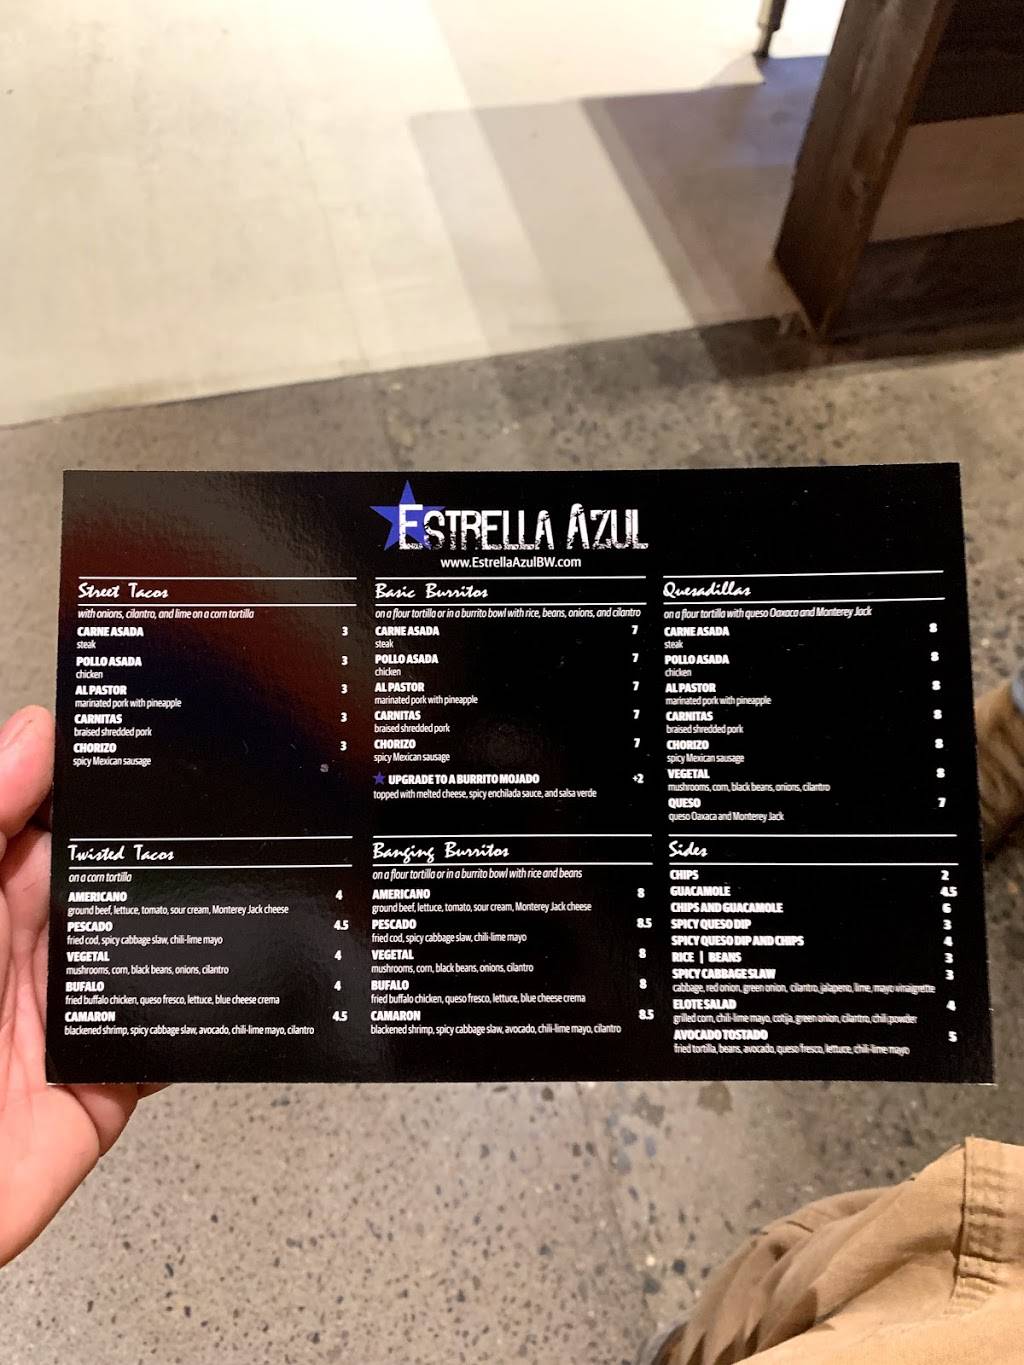 ESTRELLA AZUL
www.EstrellaAzulBW.com
Street Tacos
with onions, cilantro, and lime on a corn tortilla
CARNE ASADA 3
steak
POLLO ASADA 3
chicken
AL PASTOR 3
marinated pork with pineapple
CARNITAS 3
braised shredded pork
CHORIZO 3
spicy Mexican sausage
Basic Burritos
on a flour tortilla or in a burrito bowl with rice, beans, onions, and cilantro
CARNE ASADA 7
steak
POLLO ASADA 7
chicken
AL PASTOR 7
marinated pork with pineapple
CARNITAS 7
braised shredded pork
CHORIZO 7
spicy Mexican sausage
UPGRADE TO A BURRITO MOJADO +2
topped with melted cheese, spicy enchilada sauce, and salsa verde
Quesadillas
on a flour tortilla with queso Oaxaca and Monterey Jack
CARNE ASADA 8
steak
POLLO ASADA 8
chicken
AL PASTOR 8
marinated pork with pineapple
CARNITAS 8
braised shredded pork
CHORIZO 8
spicy Mexican sausage
VEGETAL 8
mushrooms, corn, black beans, onions, cilantro
QUESO 7
queso Oaxaca and Monterey Jack
Twisted Tacos
on a corn tortilla
AMERICANO 4
ground beef, lettuce, tomato, sour cream, Monterey Jack cheese
PESCADO 4.5
fried cod, spicy cabbage slaw, chili-lime mayo
VEGETAL 4
mushrooms, corn, black beans, onions, cilantro
BUFALO 4
fried buffalo chicken, queso fresco, lettuce, blue cheese crema
CAMARON 4.5
blackened shrimp, spicy cabbage slaw, avocado, chili-lime mayo, cilantro
Banging Burritos
on a flour tortilla or in a burrito bowl with rice and beans
AMERICANO 8
ground beef, lettuce, tomato, sour cream, Monterey Jack cheese
PESCADO 8.5
fried cod, spicy cabbage slaw, chili-lime mayo
VEGETAL 8
mushrooms, corn, black beans, onions, cilantro
BUFALO 8
fried buffalo chicken, queso fresco, lettuce, blue cheese crema
CAMARON 8.5
blackened shrimp, spicy cabbage slaw, avocado, chili-lime mayo, cilantro
Sides
CHIPS 2
GUACAMOLE 4.5
CHIPS AND GUACAMOLE 6
SPICY QUESO DIP 3
SPICY QUESO DIP AND CHIPS 4
RICE | BEANS 3
SPICY CABBAGE SLAW 3
cabbage, red onion, green onion, cilantro, jalapeno, lime, mayo vinaigrette
ELOTE SALAD 4
grilled corn, chili-lime mayo, cotija, green onion, cilantro, chili powder
AVOCADO TOSTADO 5
fried tortilla, beans, avocado, queso fresco, lettuce, chili-lime mayo